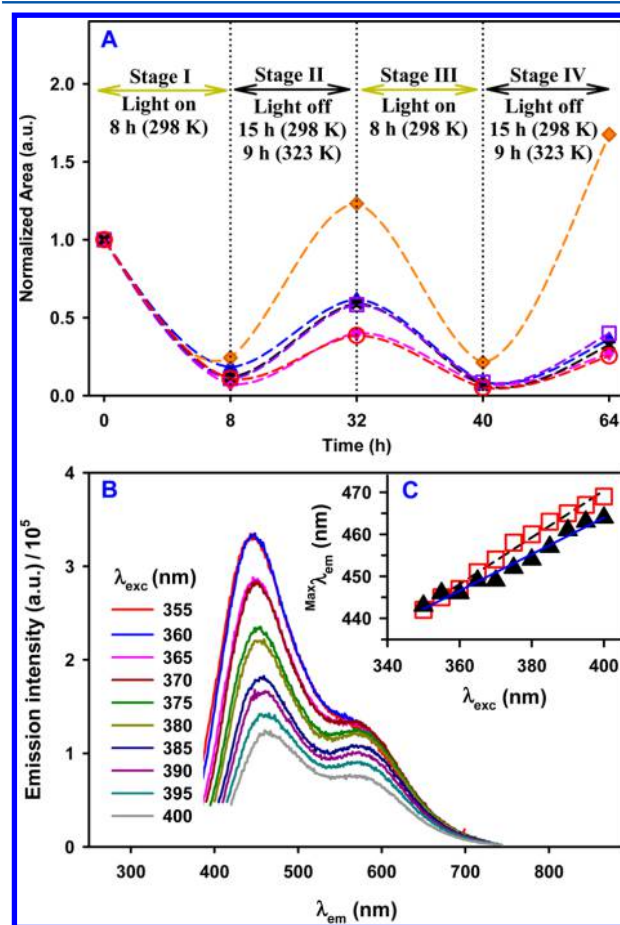 A
Stage I
Light on
8 h (298 K)
Stage II
Light off
15 h (298 K)
9 h (323 K)
Stage III
Light on
8 h (298 K)
Stage IV
Light off
15 h (298 K)
9 h (323 K)
Normalized Area (a.u.)
2.0
1.0
0.5
0.0
0 8 32 40 64
Time (h)
B
Emission intensity (a.u.) / 10⁵
4
3
2
1
0
λexc (nm)
355
360
365
370
375
380
385
390
395
400
300 400 500 600 700 800
λem (nm)
C
Maxλem (nm)
470
460
450
440
340 360 380 400
λexc (nm)